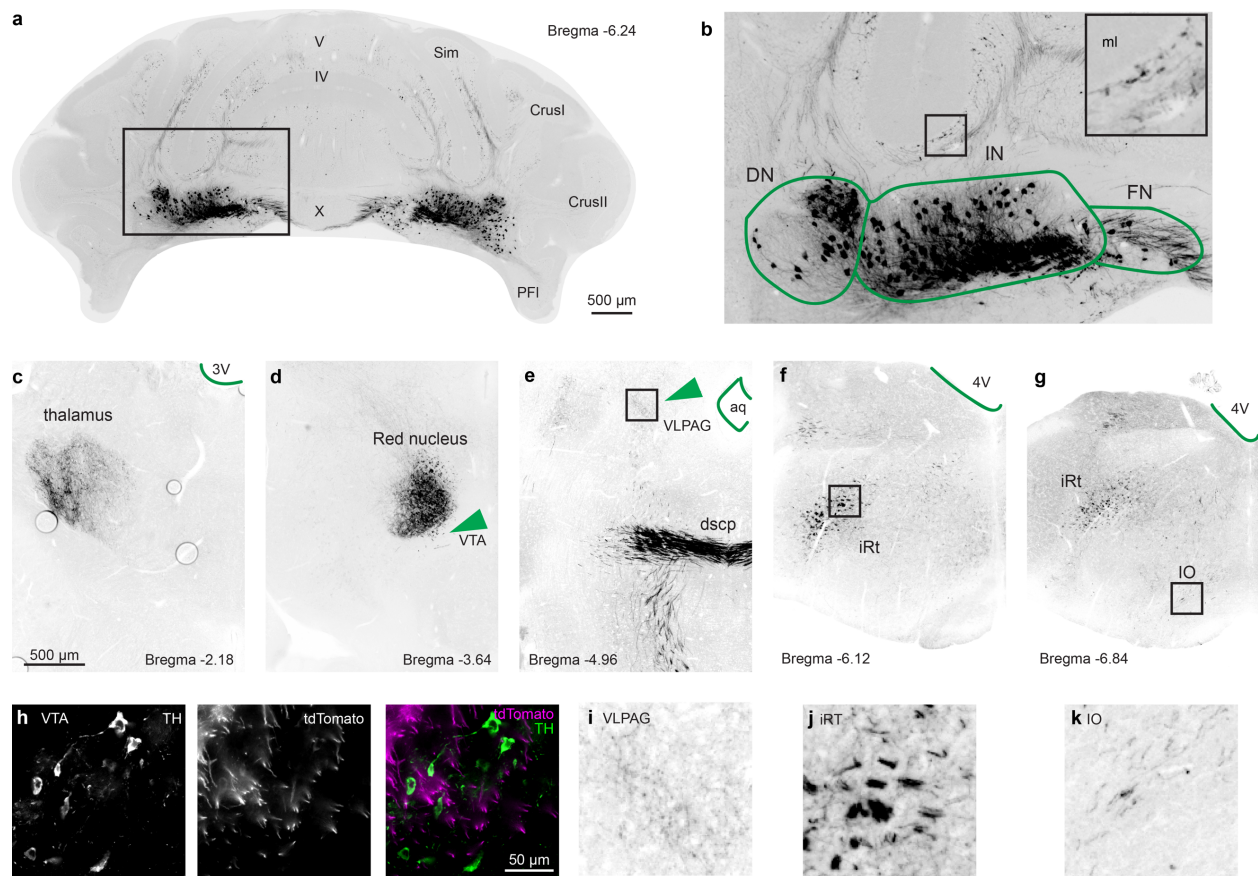 a
Bregma -6.24
V
Sim
IV
CrusI
CrusII
X
PFl
500 µm
b
ml
IN
DN
FN
c
3V
thalamus
500 µm
Bregma -2.18
d
Red nucleus
VTA
Bregma -3.64
e
aq
VLPAG
dscp
Bregma -4.96
f
4V
iRt
Bregma -6.12
g
4V
iRt
IO
Bregma -6.84
h VTA TH
tdTomato
tdTomato
TH
50 µm
i VLPAG
j iRT
k IO